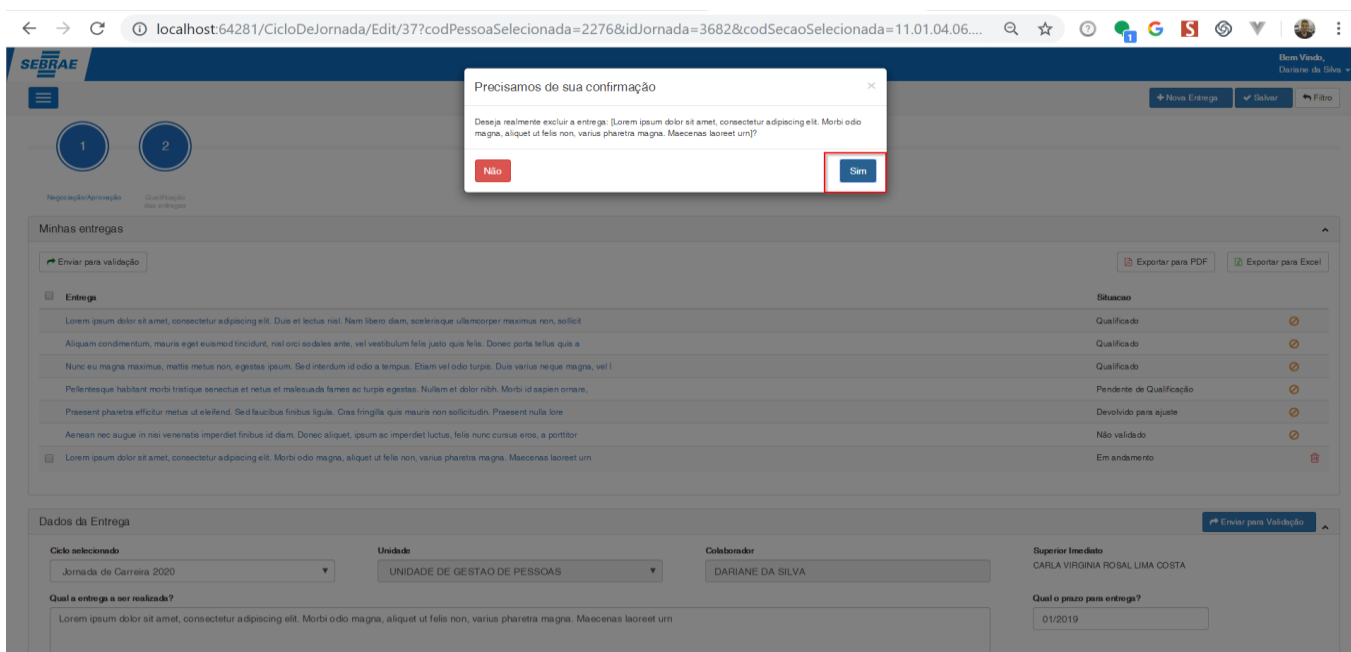 localhost:64281/CicloDeJornada/Edit/37?codPessoaSelecionada=2276&idJornada=3682&codSecaoSelecionada=11.01.04.06....
1
G
S
SEBRAE
Bem Vindo,
Dariane da Silva
Precisamos de sua confirmação
×
Nova Entrega
Salvar
Filtro
Deseja realmente excluir a entrega: [Lorem ipsum dolor sit amet, consectetur adipiscing elit. Morbi odio
magna, aliquet ut felis non, varius pharetra magna. Maecenas laoreet urn]?
Não
Sim
1
2
Negociação/Aprovação
Qualificação
das entregas
Minhas entregas
Enviar para validação
Exportar para PDF
Exportar para Excel
Entrega
Situacao
Lorem ipsum dolor sit amet, consectetur adipiscing elit. Duis et lectus nisl. Nam libero diam, scelerisque ullamcorper maximus non, sollicit
Qualificado
Aliquam condimentum, mauris eget euismod tincidunt, nisl orci sodales ante, vel vestibulum felis justo quis felis. Donec porta tellus quis a
Qualificado
Nunc eu magna maximus, mattis metus non, egestas ipsum. Sed interdum id odio a tempus. Etiam vel odio turpis. Duis varius neque magna, vel l
Qualificado
Pellentesque habitant morbi tristique senectus et netus et malesuada fames ac turpis egestas. Nullam et dolor nibh. Morbi id sapien ornare,
Pendente de Qualificação
Praesent pharetra efficitur metus ut eleifend. Sed faucibus finibus ligula. Cras fringilla quis mauris non sollicitudin. Praesent nulla lore
Devolvido para ajuste
Aenean nec augue in nisi venenatis imperdiet finibus id diam. Donec aliquet, ipsum ac imperdiet luctus, felis nunc cursus eros, a porttitor
Não validado
Lorem ipsum dolor sit amet, consectetur adipiscing elit. Morbi odio magna, aliquet ut felis non, varius pharetra magna. Maecenas laoreet urn
Em andamento
Dados da Entrega
Enviar para Validação
Ciclo selecionado
Unidade
Colaborador
Superior Imediato
Jornada de Carreira 2020
UNIDADE DE GESTAO DE PESSOAS
DARIANE DA SILVA
CARLA VIRGINIA ROSAL LIMA COSTA
Qual a entrega a ser realizada?
Qual o prazo para entrega?
Lorem ipsum dolor sit amet, consectetur adipiscing elit. Morbi odio magna, aliquet ut felis non, varius pharetra magna. Maecenas laoreet urn
01/2019